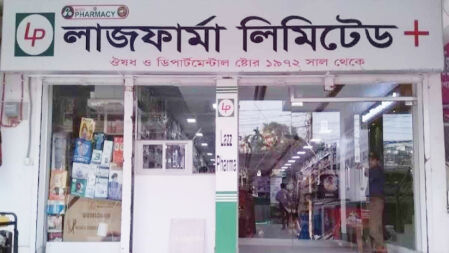 PHARMACY
LP
লাজফার্মা লিমিটেড +
ঔষধ ও ডিপার্টমেন্টাল ষ্টোর ১৯৭২ সাল থেকে
LP
Lazz
Pharma